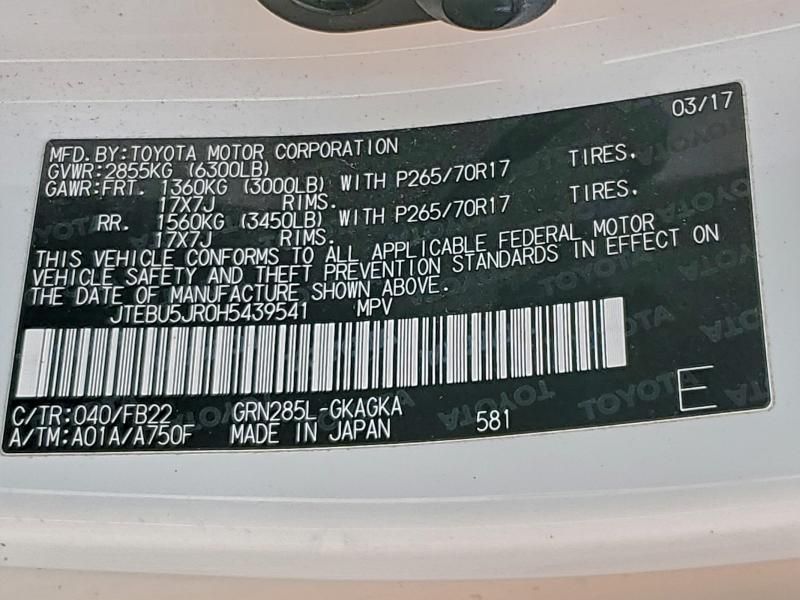 03/17
MFD. BY:TOYOTA MOTOR CORPORATION
GVWR:2855KG (6300LB)
GAWR:FRT. 1360KG (3000LB) WITH P265/70R17 TIRES.
17X7J RIMS.
RR. 1560KG (3450LB) WITH P265/70R17 TIRES.
17X7J RIMS.
THIS VEHICLE CONFORMS TO ALL APPLICABLE FEDERAL MOTOR
VEHICLE SAFETY AND THEFT PREVENTION STANDARDS IN EFFECT ON
THE DATE OF MANUFACTURE SHOWN ABOVE.
JTEBU5JR0H5439541 MPV
C/TR:040/FB22 GRN285L-GKAGKA
A/TM:A01A/A750F MADE IN JAPAN 581
E